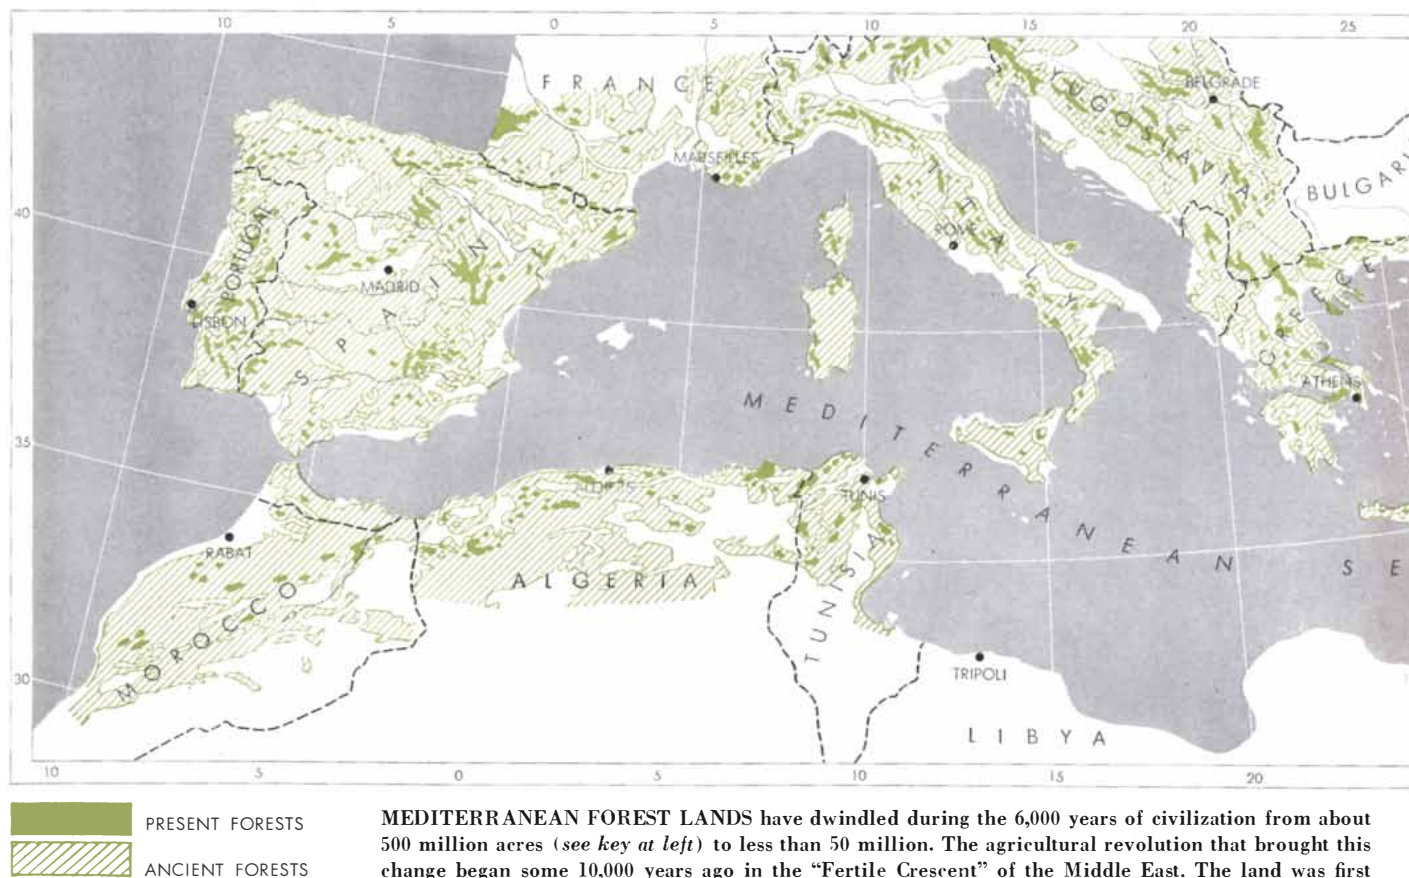 10 5 0 5 10 15 20 25
FRANCE
YUGOSLAVIA
BELGRADE
MARSEILLES
BULGARI
ITALY
ROME
40
PORTUGAL
SPAIN
MADRID
LISBON
GREECE
ATHENS
MEDITERRANEAN SE
35
ALGIERS
TUNIS
RABAT
MOROCCO
ALGERIA
TUNISIA
TRIPOLI
30
LIBYA
10 5 0 5 10 15 20
PRESENT FORESTS
ANCIENT FORESTS
MEDITERRANEAN FOREST LANDS have dwindled during the 6,000 years of civilization from about
500 million acres (see key at left) to less than 50 million. The agricultural revolution that brought this
change began some 10,000 years ago in the “Fertile Crescent” of the Middle East. The land was first